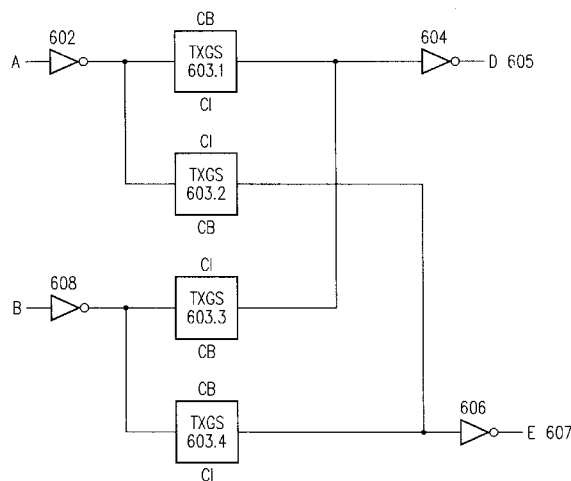 CB
602
604
A
TXGS
603.1
D 605
CI
CI
TXGS
603.2
CB
CI
608
B
TXGS
603.3
CB
CB
606
TXGS
603.4
E 607
CI